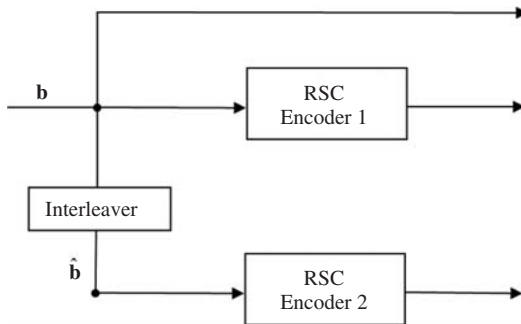 b
RSC
Encoder 1
Interleaver
b̂
RSC
Encoder 2